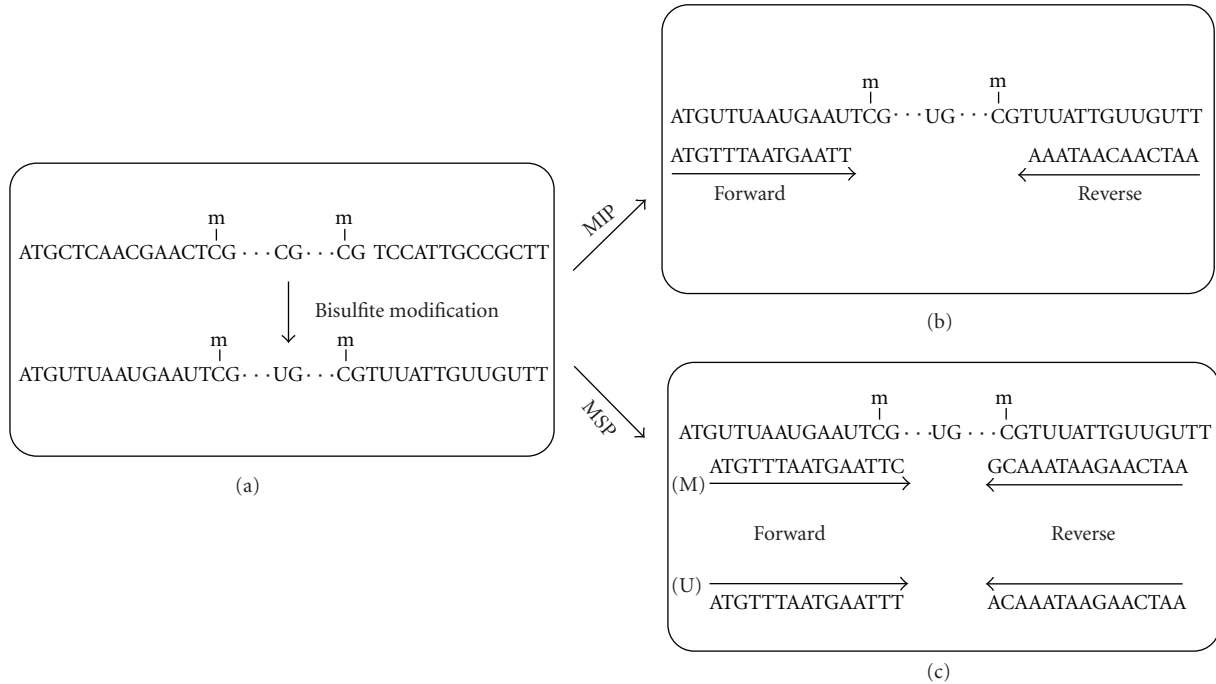 m m
ATGCTCAACGAACTCG···CG···CG TCCATTGCCGCTT
Bisulfite modification
m m
ATGUTUAAUGAAUTCG···UG···CGTUUATTGUUGUTT
(a)
MIP
MSP
m m
ATGUTUAAUGAAUTCG···UG···CGTUUATTGUUGUTT
ATGTTTAATGAATT AAATAACAACTAA
Forward Reverse
(b)
m m
ATGUTUAAUGAAUTCG···UG···CGTUUATTGUUGUTT
ATGTTTAATGAATTC GCAAATAAGAACTAA
(M)
Forward Reverse
(U)
ATGTTTAATGAATTT ACAAATAAGAACTAA
(c)